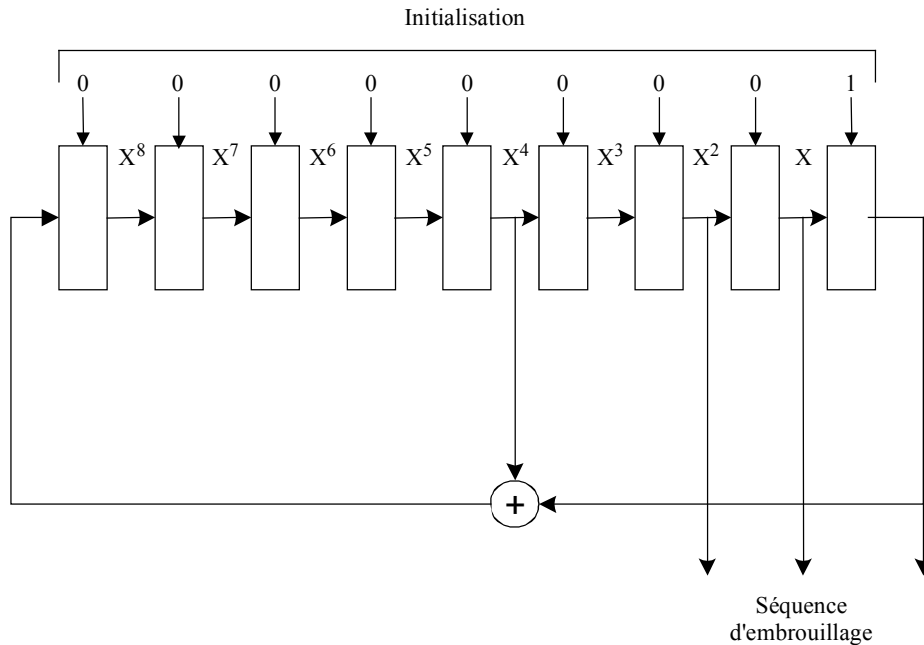 Initialisation
0 0 0 0 0 0 0 0 1
X⁸ X⁷ X⁶ X⁵ X⁴ X³ X² X
+
Séquence
d'embrouillage